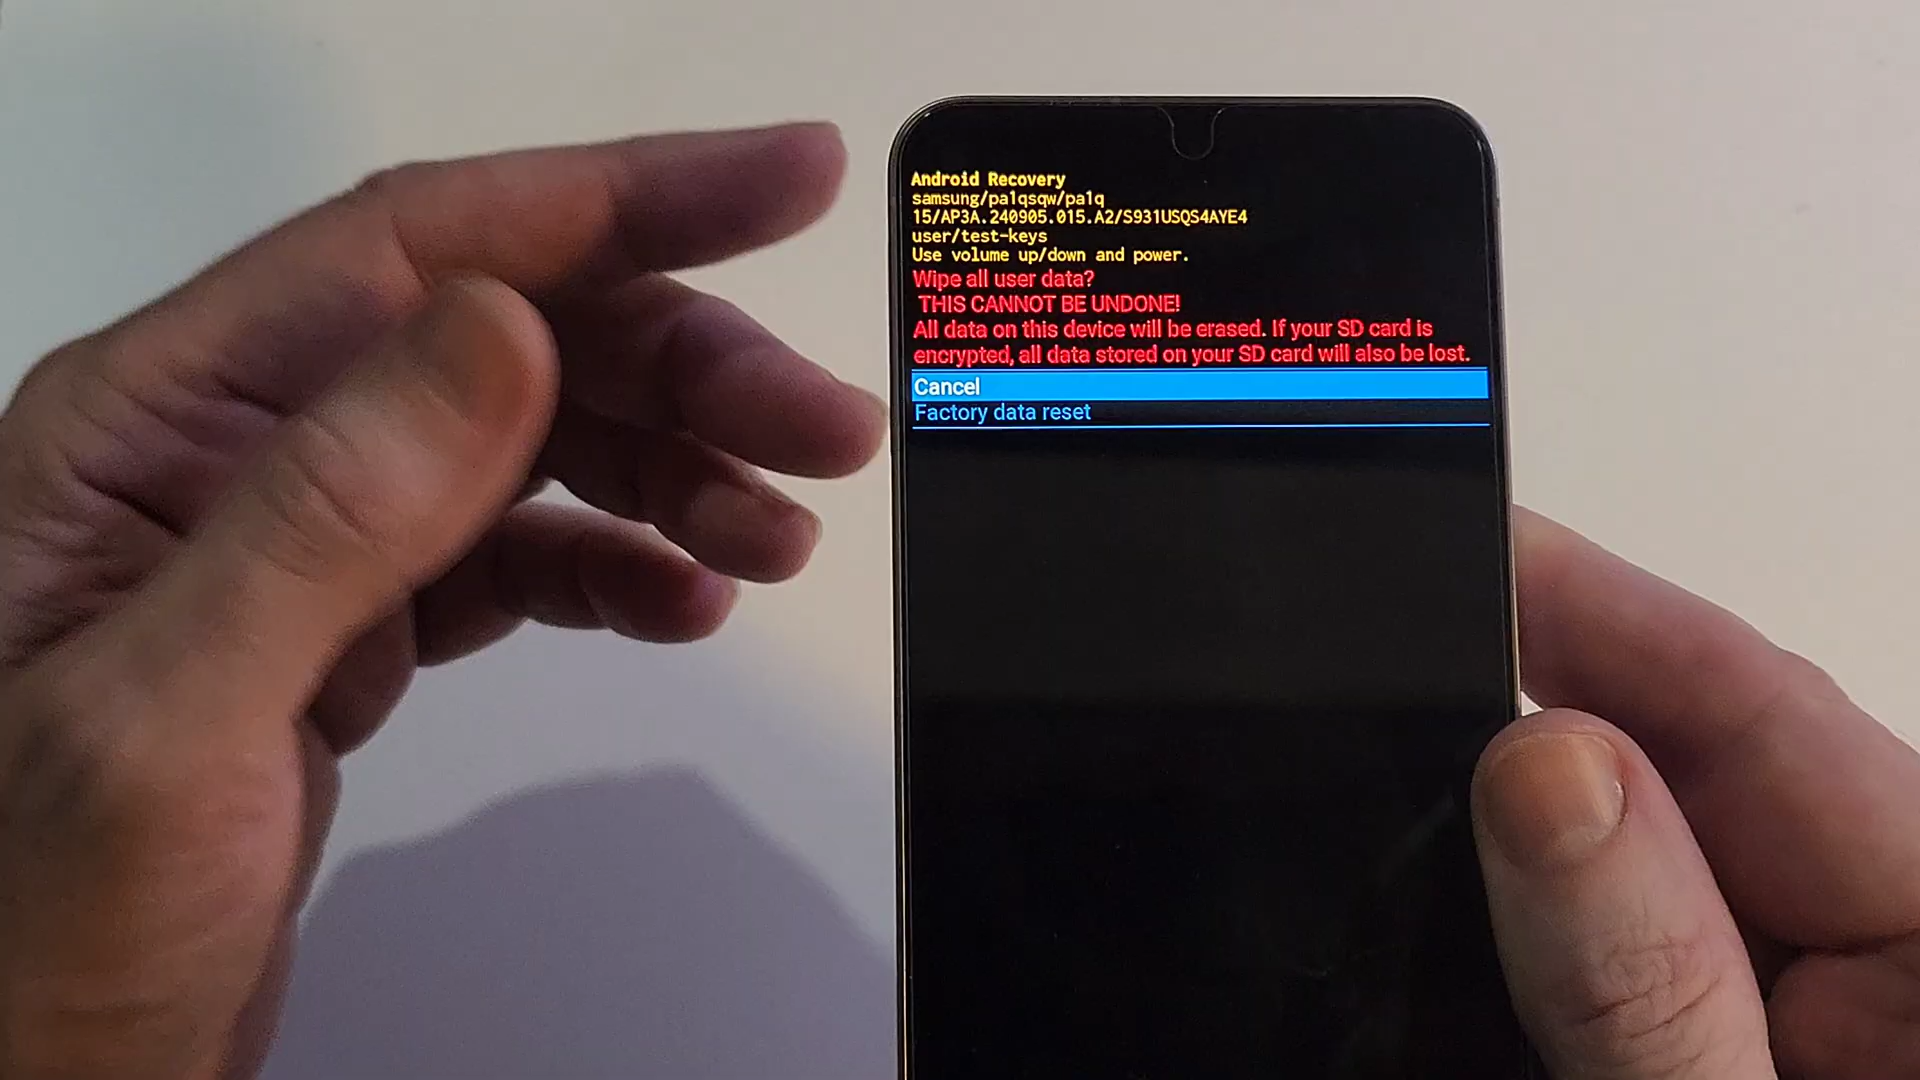 Android Recovery
samsung/pa1qsqw/pa1q
15/AP3A.240905.015.A2/S931USQS4AYE4
user/test-keys
Use volume up/down and power.
Wipe all user data?
THIS CANNOT BE UNDONE!
All data on this device will be erased. If your SD card is
encrypted, all data stored on your SD card will also be lost.
Cancel
Factory data reset